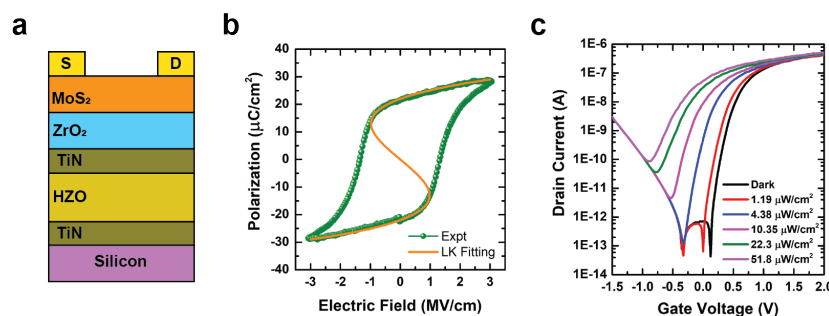 a
S
D
MoS₂
ZrO₂
TiN
HZO
TiN
Silicon
b
Polarization (μC/cm²)
40
30
20
10
0
-10
-20
-30
-40
-3 -2 -1 0 1 2 3
Expt
LK Fitting
Electric Field (MV/cm)
c
Drain Current (A)
1E-6
1E-7
1E-8
1E-9
1E-10
1E-11
1E-12
1E-13
1E-14
Dark
1.19 μW/cm²
4.38 μW/cm²
10.35 μW/cm²
22.3 μW/cm²
51.8 μW/cm²
-1.5 -1.0 -0.5 0.0 0.5 1.0 1.5 2.0
Gate Voltage (V)